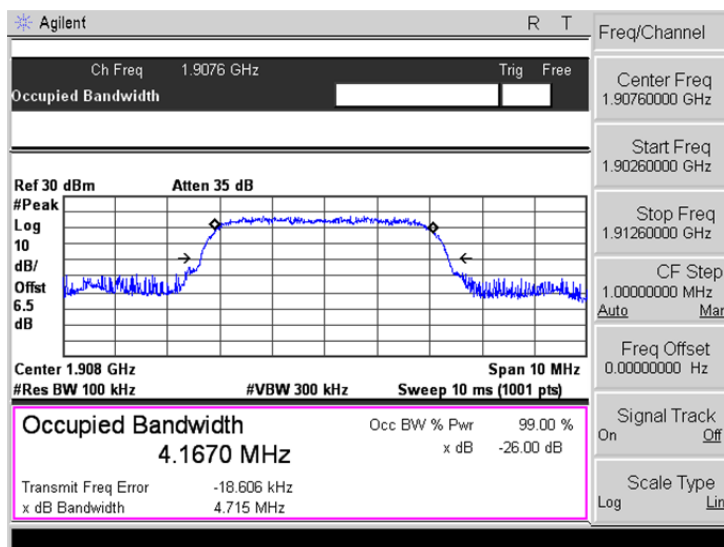 Agilent R T
Freq/Channel
Ch Freq 1.9076 GHz Trig Free
Occupied Bandwidth
Center Freq
1.90760000 GHz
Start Freq
1.90260000 GHz
Stop Freq
1.91260000 GHz
CF Step
1.00000000 MHz
Auto Man
Freq Offset
0.00000000 Hz
Signal Track
On Off
Scale Type
Log Lin
Ref 30 dBm Atten 35 dB
#Peak
Log
10
dB/
Offst
6.5
dB
Center 1.908 GHz Span 10 MHz
#Res BW 100 kHz #VBW 300 kHz Sweep 10 ms (1001 pts)
Occupied Bandwidth Occ BW % Pwr 99.00 %
4.1670 MHz x dB -26.00 dB
Transmit Freq Error -18.606 kHz
x dB Bandwidth 4.715 MHz